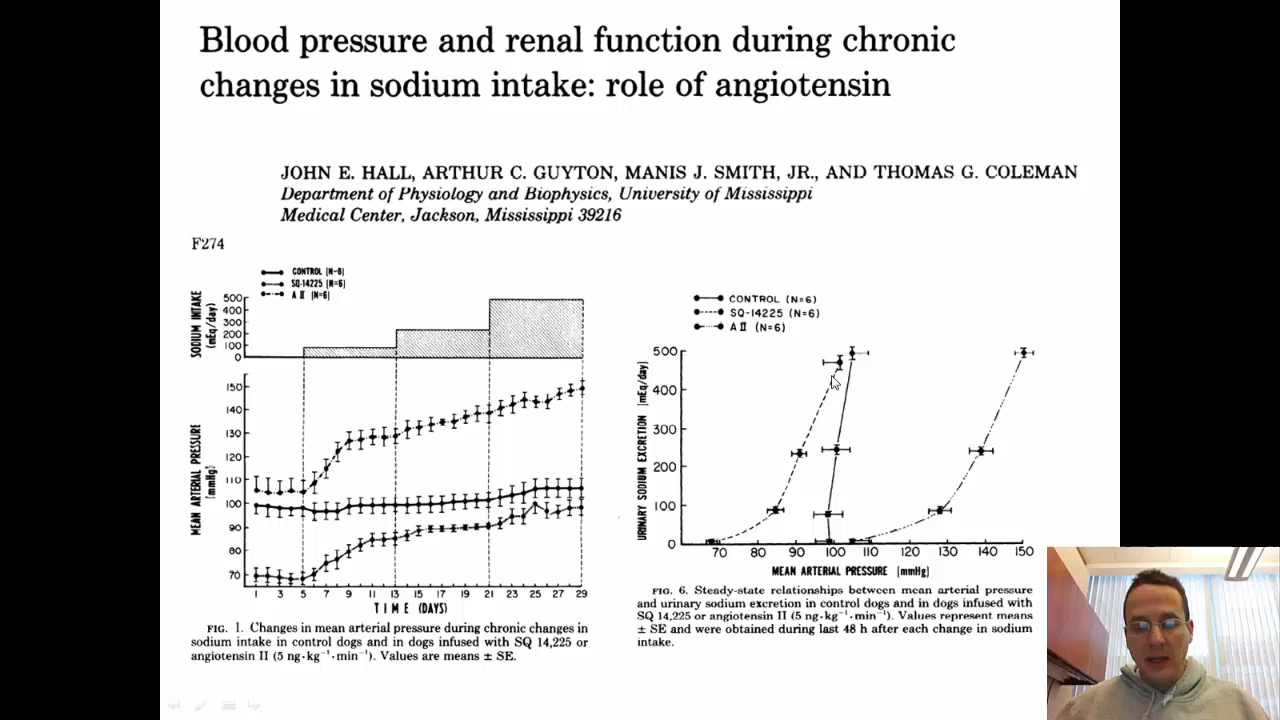 Blood pressure and renal function during chronic
changes in sodium intake: role of angiotensin
JOHN E. HALL, ARTHUR C. GUYTON, MANIS J. SMITH, JR., AND THOMAS G. COLEMAN
Department of Physiology and Biophysics, University of Mississippi
Medical Center, Jackson, Mississippi 39216
F274
CONTROL (N=6)
SQ-14225 (N=6)
A II (N=6)
SODIUM INTAKE
(mEq/day)
500
400
300
200
100
0
MEAN ARTERIAL PRESSURE
(mmHg)
150
140
130
120
110
100
90
80
70
1 3 5 7 9 11 13 15 17 19 21 23 25 27 29
TIME (DAYS)
FIG. 1. Changes in mean arterial pressure during chronic changes in
sodium intake in control dogs and in dogs infused with SQ 14,225 or
angiotensin II (5 ng·kg⁻¹·min⁻¹). Values are means ± SE.
CONTROL (N=6)
SQ-14225 (N=6)
A II (N=6)
URINARY SODIUM EXCRETION (mEq/day)
500
400
300
200
100
0
70 80 90 100 110 120 130 140 150
MEAN ARTERIAL PRESSURE (mmHg)
FIG. 6. Steady-state relationships between mean arterial pressure
and urinary sodium excretion in control dogs and in dogs infused with
SQ 14,225 or angiotensin II (5 ng·kg⁻¹·min⁻¹). Values represent means
± SE and were obtained during last 48 h after each change in sodium
intake.